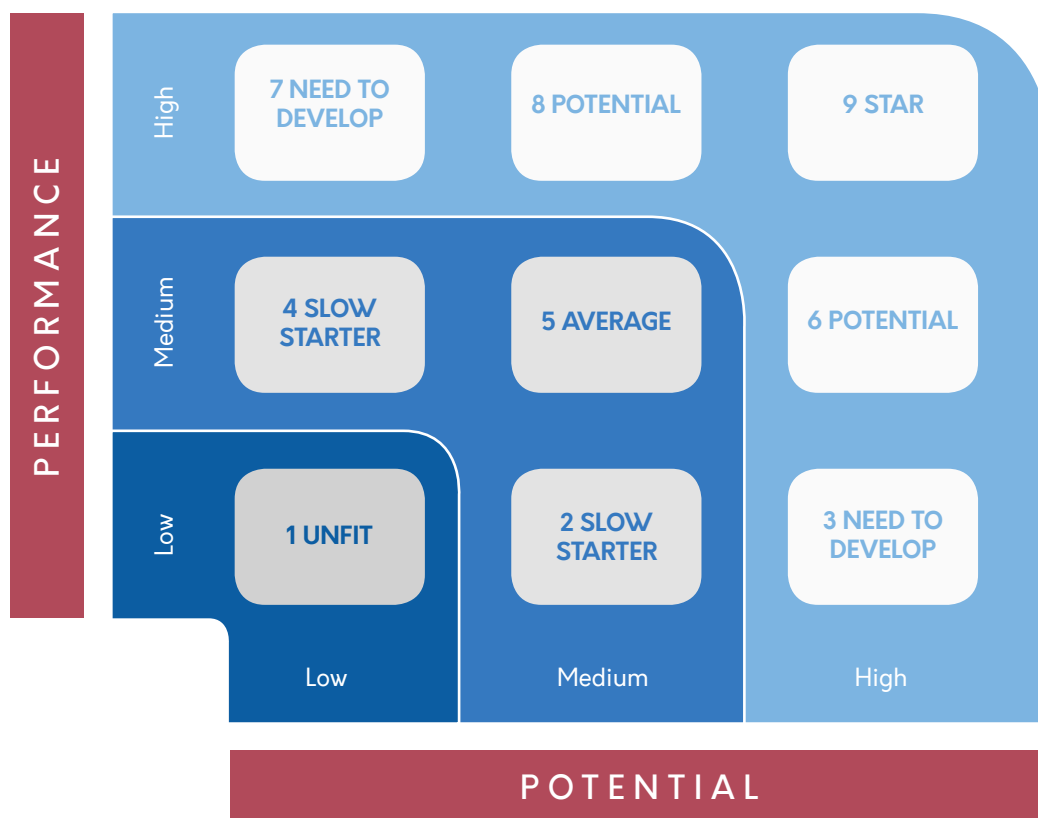 PERFORMANCE
High
7 NEED TO
DEVELOP
8 POTENTIAL
9 STAR
Medium
4 SLOW
STARTER
5 AVERAGE
6 POTENTIAL
Low
1 UNFIT
2 SLOW
STARTER
3 NEED TO
DEVELOP
Low
Medium
High
POTENTIAL